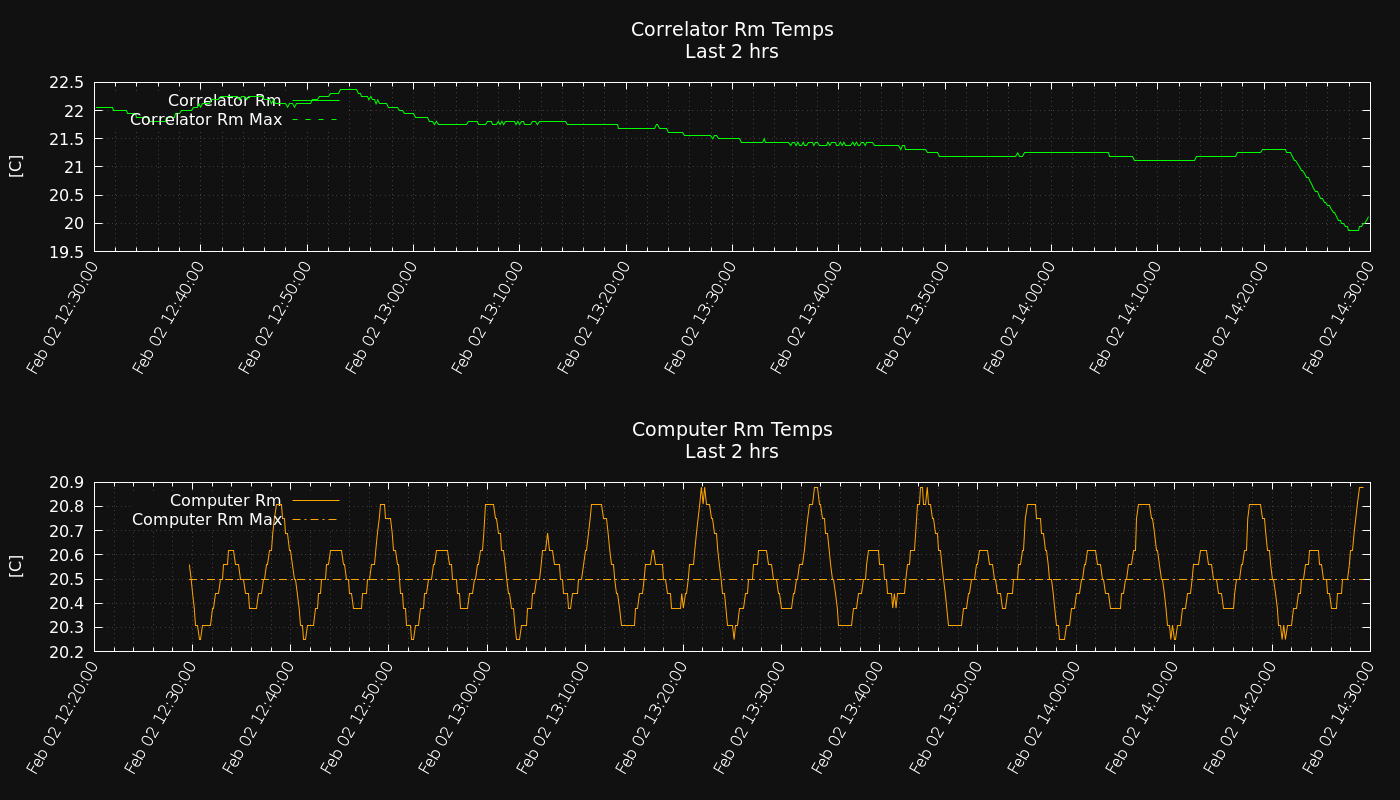 Correlator Rm Temps
Last 2 hrs
22.5
22
21.5
21
20.5
20
19.5
[C]
Correlator Rm
Correlator Rm Max
Feb 02 12:30:00
Feb 02 12:40:00
Feb 02 12:50:00
Feb 02 13:00:00
Feb 02 13:10:00
Feb 02 13:20:00
Feb 02 13:30:00
Feb 02 13:40:00
Feb 02 13:50:00
Feb 02 14:00:00
Feb 02 14:10:00
Feb 02 14:20:00
Feb 02 14:30:00
Computer Rm Temps
Last 2 hrs
20.9
20.8
20.7
20.6
20.5
20.4
20.3
20.2
[C]
Computer Rm
Computer Rm Max
Feb 02 12:20:00
Feb 02 12:30:00
Feb 02 12:40:00
Feb 02 12:50:00
Feb 02 13:00:00
Feb 02 13:10:00
Feb 02 13:20:00
Feb 02 13:30:00
Feb 02 13:40:00
Feb 02 13:50:00
Feb 02 14:00:00
Feb 02 14:10:00
Feb 02 14:20:00
Feb 02 14:30:00